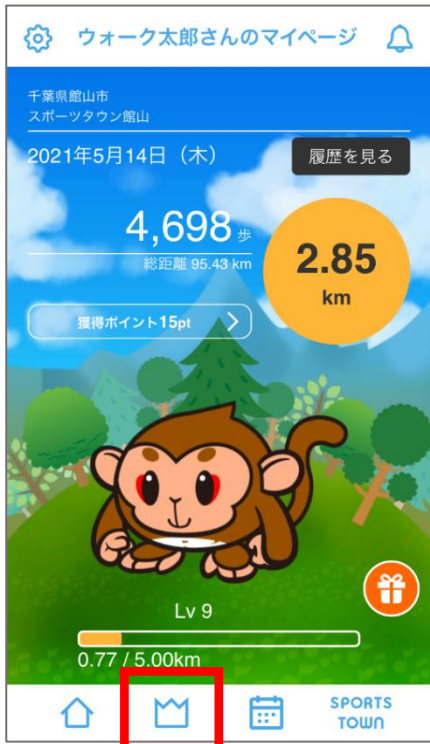 ウォーク太郎さんのマイページ
千葉県館山市
スポーツタウン館山
2021年5月14日（木）
履歴を見る
4,698 歩
総距離 95.43 km
2.85
km
獲得ポイント15pt
Lv 9
0.77 / 5.00km
SPORTS
TOWN